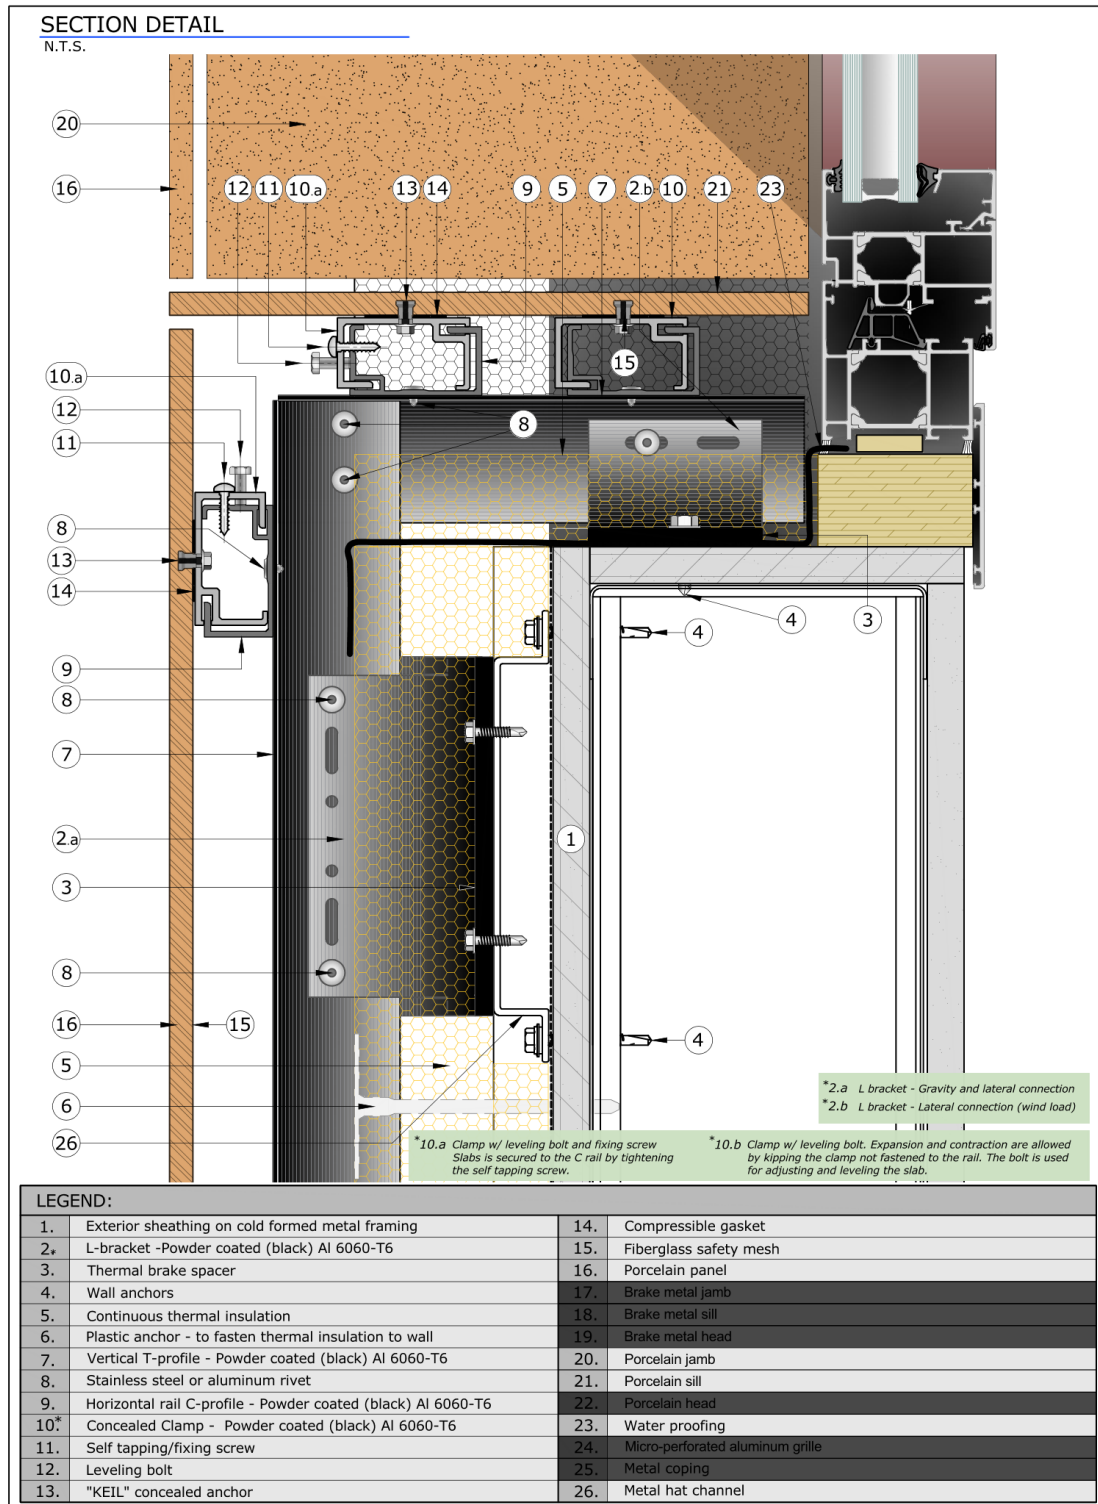 SECTION DETAIL
N.T.S.
20
16
12
11
10.a
13
14
9
5
7
2.b
10
21
23
15
10.a
12
11
8
8
13
14
4
4
3
9
8
7
2.a
1
3
8
16
15
4
5
6
26
*2.a L bracket - Gravity and lateral connection
*2.b L bracket - Lateral connection (wind load)
*10.a Clamp w/ leveling bolt and fixing screw
Slabs is secured to the C rail by tightening
the self tapping screw.
*10.b Clamp w/ leveling bolt. Expansion and contraction are allowed
by kipping the clamp not fastened to the rail. The bolt is used
for adjusting and leveling the slab.
LEGEND:
1. Exterior sheathing on cold formed metal framing
2* L-bracket -Powder coated (black) Al 6060-T6
3. Thermal brake spacer
4. Wall anchors
5. Continuous thermal insulation
6. Plastic anchor - to fasten thermal insulation to wall
7. Vertical T-profile - Powder coated (black) Al 6060-T6
8. Stainless steel or aluminum rivet
9. Horizontal rail C-profile - Powder coated (black) Al 6060-T6
10.* Concealed Clamp - Powder coated (black) Al 6060-T6
11. Self tapping/fixing screw
12. Leveling bolt
13. "KEIL" concealed anchor
14. Compressible gasket
15. Fiberglass safety mesh
16. Porcelain panel
17. Brake metal jamb
18. Brake metal sill
19. Brake metal head
20. Porcelain jamb
21. Porcelain sill
22. Porcelain head
23. Water proofing
24. Micro-perforated aluminum grille
25. Metal coping
26. Metal hat channel